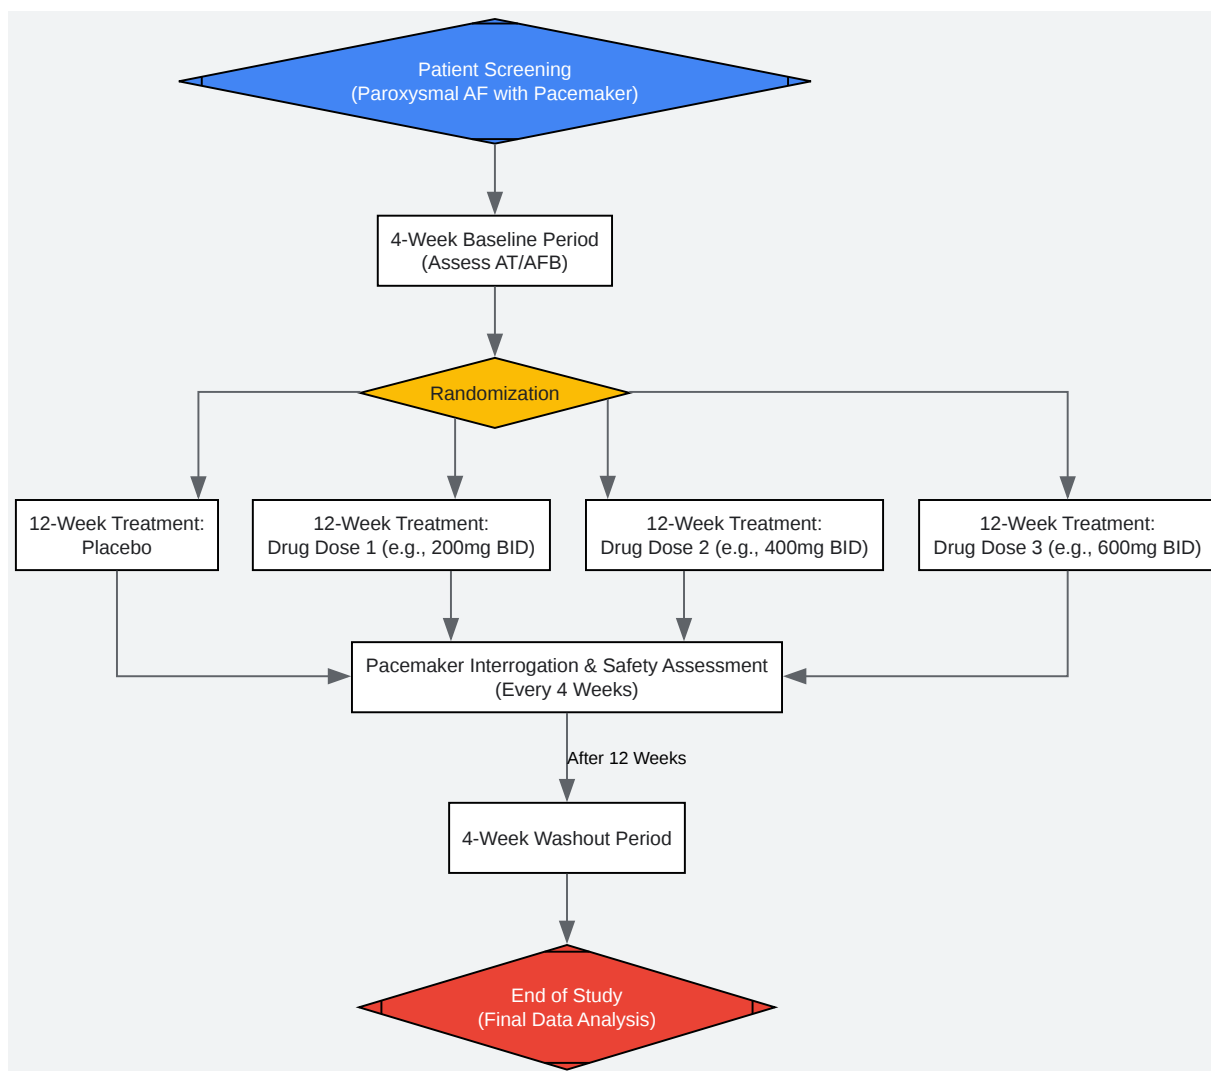 Patient Screening
(Paroxysmal AF with Pacemaker)
4-Week Baseline Period
(Assess AT/AFB)
Randomization
12-Week Treatment:
Placebo
12-Week Treatment:
Drug Dose 1 (e.g., 200mg BID)
12-Week Treatment:
Drug Dose 2 (e.g., 400mg BID)
12-Week Treatment:
Drug Dose 3 (e.g., 600mg BID)
Pacemaker Interrogation & Safety Assessment
(Every 4 Weeks)
After 12 Weeks
4-Week Washout Period
End of Study
(Final Data Analysis)